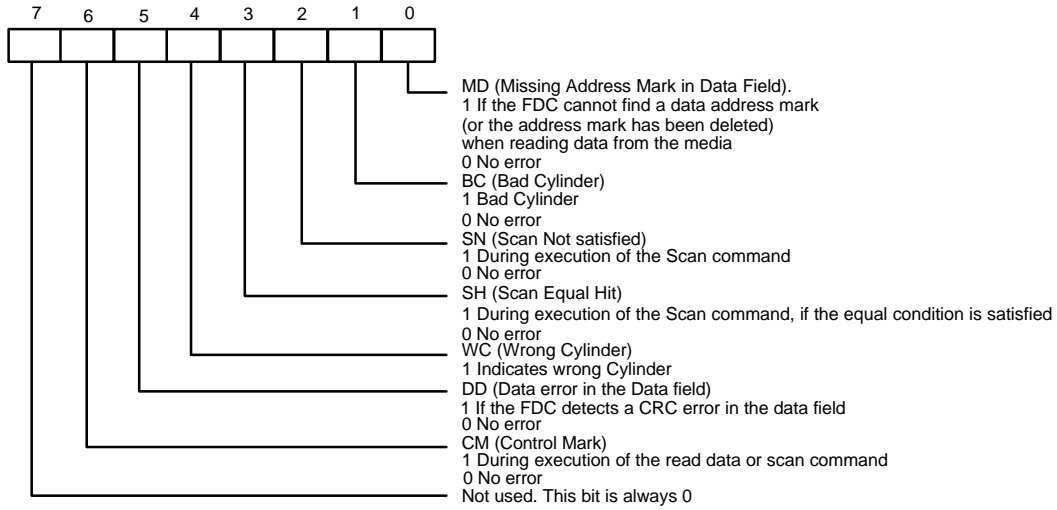 7 6 5 4 3 2 1 0
MD (Missing Address Mark in Data Field).
1 If the FDC cannot find a data address mark
(or the address mark has been deleted)
when reading data from the media
0 No error
BC (Bad Cylinder)
1 Bad Cylinder
0 No error
SN (Scan Not satisfied)
1 During execution of the Scan command
0 No error
SH (Scan Equal Hit)
1 During execution of the Scan command, if the equal condition is satisfied
0 No error
WC (Wrong Cylinder)
1 Indicates wrong Cylinder
DD (Data error in the Data field)
1 If the FDC detects a CRC error in the data field
0 No error
CM (Control Mark)
1 During execution of the read data or scan command
0 No error
Not used. This bit is always 0